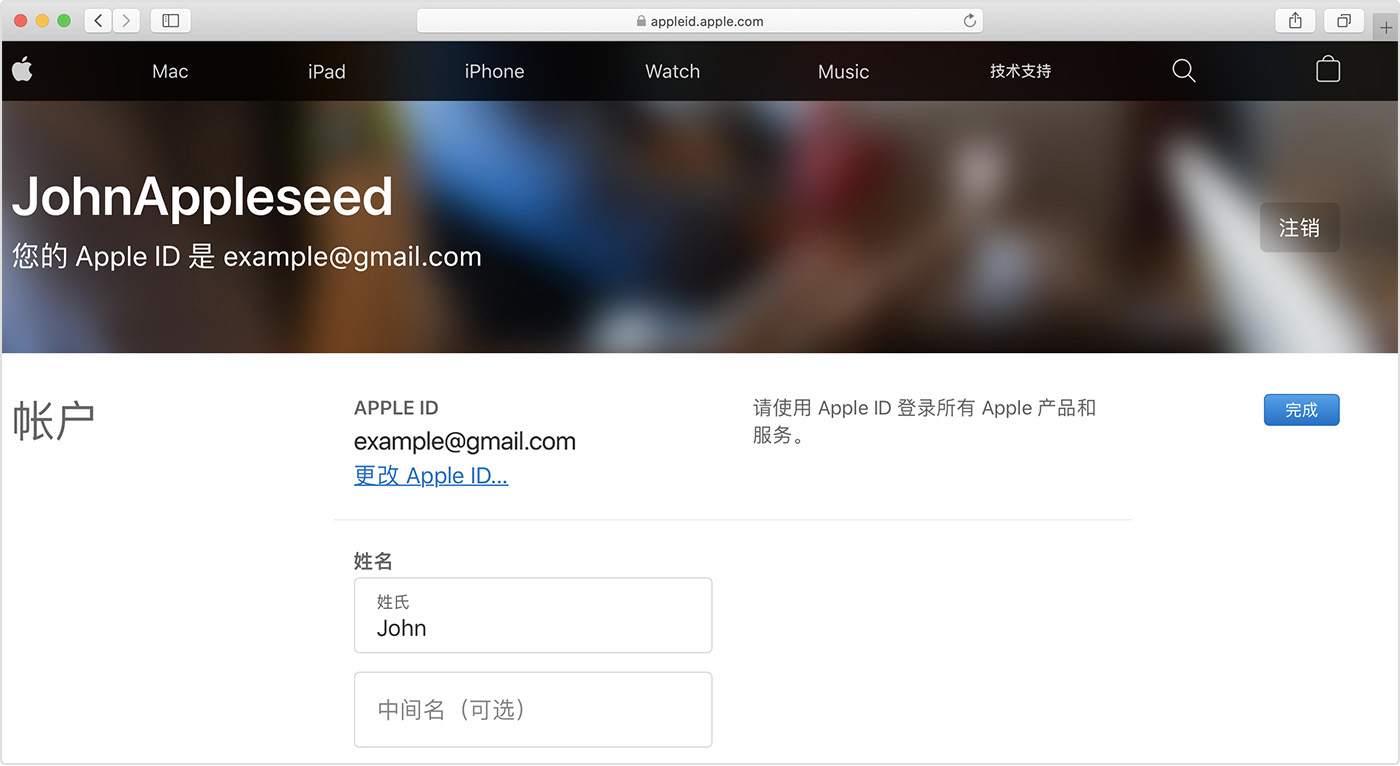 appleid.apple.com
Mac iPad iPhone Watch Music 技术支持
JohnAppleseed
您的 Apple ID 是 example@gmail.com
注销
帐户
APPLE ID
example@gmail.com
更改 Apple ID...
请使用 Apple ID 登录所有 Apple 产品和
服务。
完成
姓名
姓氏
John
中间名（可选）